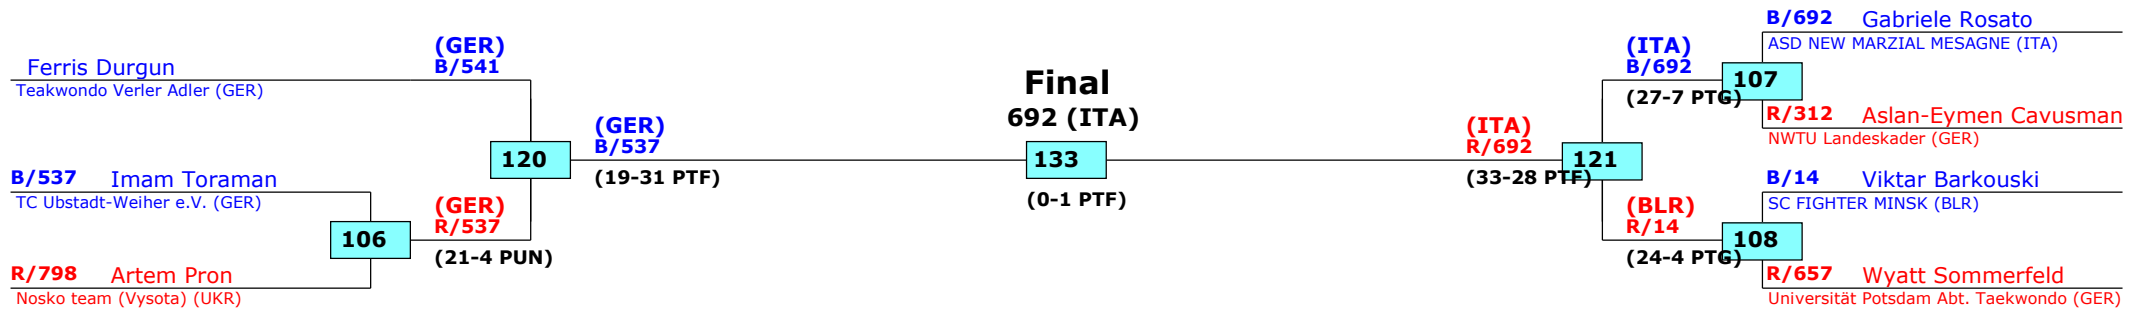 (GER)
B/541
Ferris Durgun
Teakwondo Verler Adler (GER)
120
B/537 Imam Toraman
TC Ubstadt-Weiher e.V. (GER)
106
(GER)
R/537
(21-4 PUN)
R/798 Artem Pron
Nosko team (Vysota) (UKR)
(GER)
B/537
(19-31 PTF)
Final
692 (ITA)
133
(0-1 PTF)
(ITA)
R/692
(33-28 PTF)
121
(ITA)
B/692
(27-7 PTG)
107
B/692 Gabriele Rosato
ASD NEW MARZIAL MESAGNE (ITA)
R/312 Aslan-Eymen Cavusman
NWTU Landeskader (GER)
(BLR)
R/14
(24-4 PTG)
108
B/14 Viktar Barkouski
SC FIGHTER MINSK (BLR)
R/657 Wyatt Sommerfeld
Universität Potsdam Abt. Taekwondo (GER)